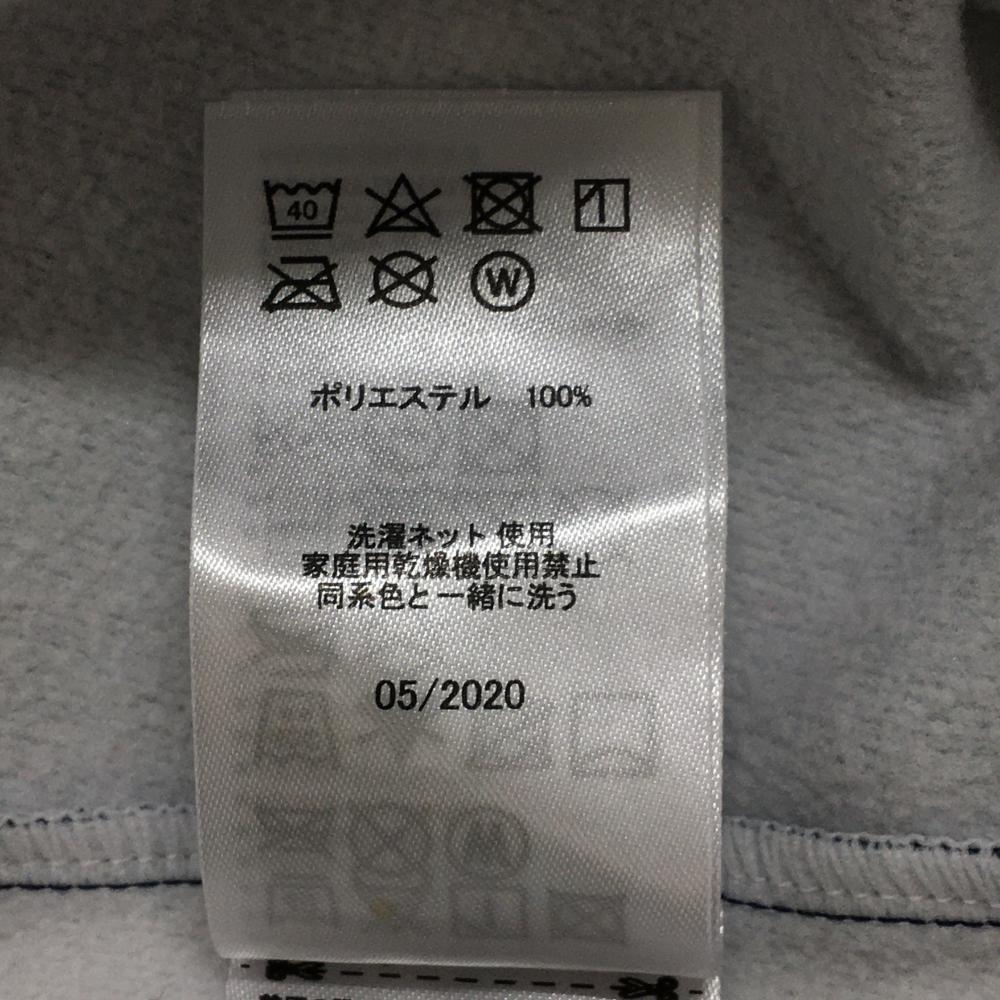 40
W
ポリエステル 100%
洗濯ネット 使用
家庭用乾燥機使用禁止
同系色と一緒に洗う
05/2020